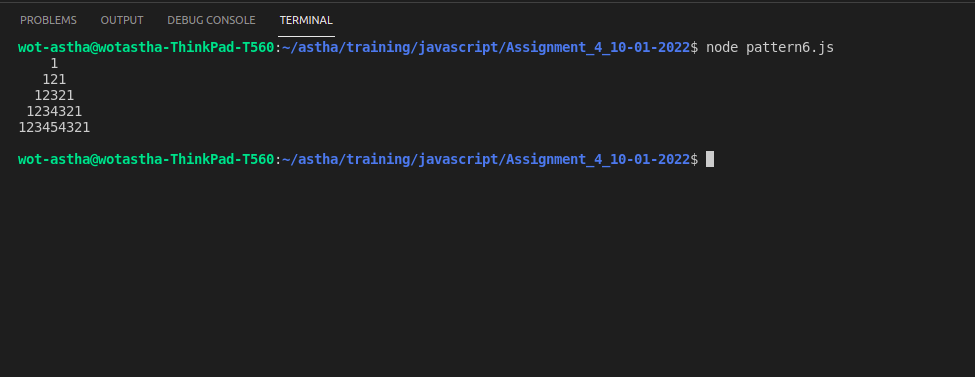 PROBLEMS OUTPUT DEBUG CONSOLE TERMINAL
wot-astha@wotastha-ThinkPad-T560:~/astha/training/javascript/Assignment_4_10-01-2022$ node pattern6.js
    1
   121
  12321
 1234321
123454321
wot-astha@wotastha-ThinkPad-T560:~/astha/training/javascript/Assignment_4_10-01-2022$